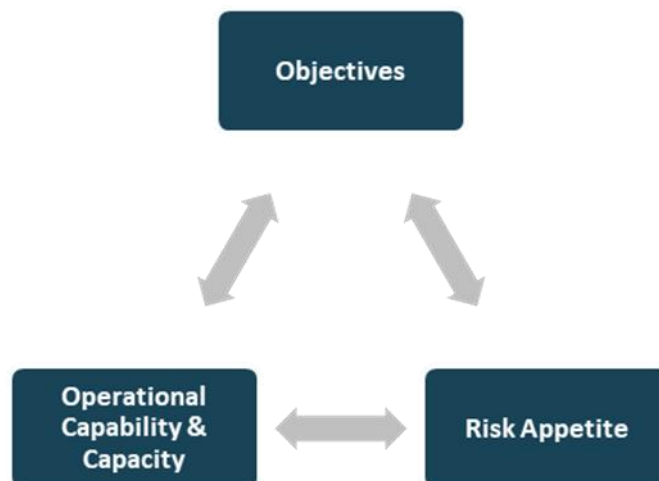 Objectives
Operational
Capability &
Capacity
Risk Appetite